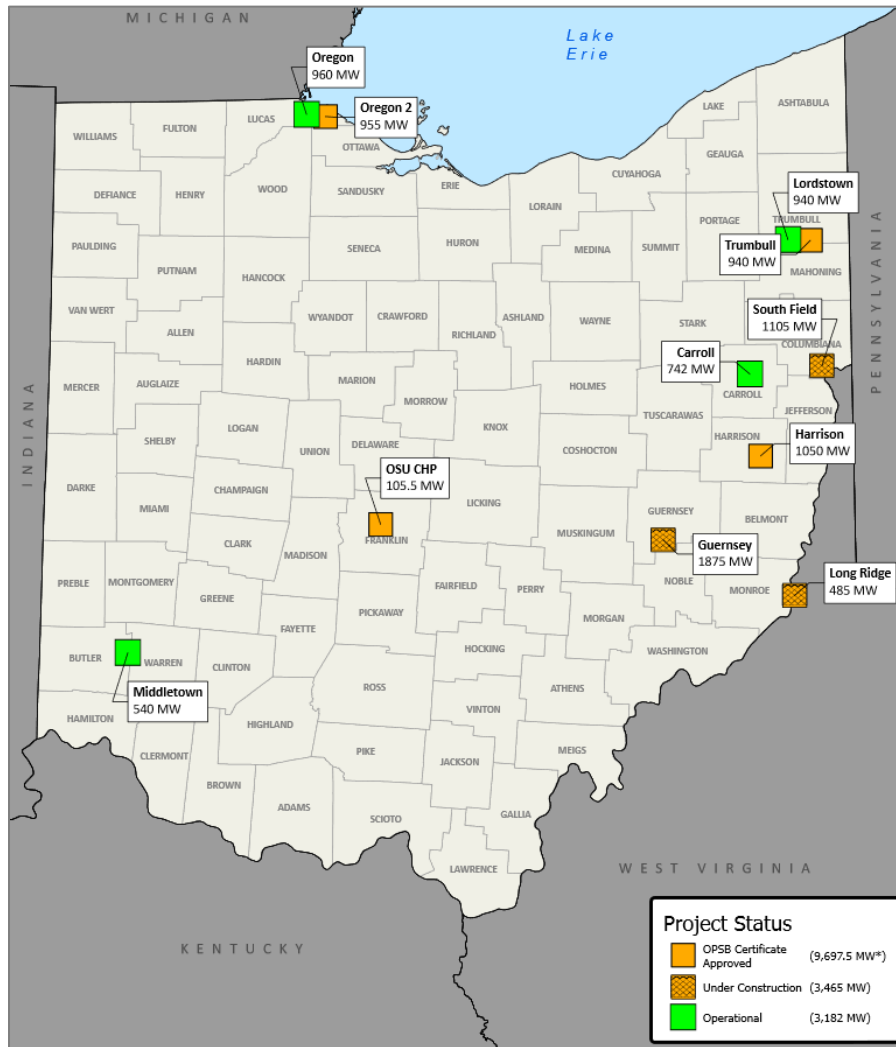 MICHIGAN
Lake
Erie
Oregon
960 MW
Oregon 2
955 MW
LAKE
ASHTABULA
WILLIAMS
FULTON
LUCAS
OTTAWA
GEAUGA
CUYAHOGA
DEFIANCE
HENRY
WOOD
SANDUSKY
ERIE
LORAIN
Lordstown
940 MW
TRUMBULL
PORTAGE
SUMMIT
MEDINA
HURON
SENECA
PAULDING
PUTNAM
HANCOCK
Trumbull
940 MW
MAHONING
PENNSYLVANIA
VAN WERT
ALLEN
WYANDOT
CRAWFORD
RICHLAND
ASHLAND
WAYNE
STARK
South Field
1105 MW
COLUMBIANA
HARDIN
Carroll
742 MW
CARROLL
MERCER
AUGLAIZE
MARION
MORROW
HOLMES
TUSCARAWAS
JEFFERSON
INDIANA
LOGAN
KNOX
HARRISON
Harrison
1050 MW
SHELBY
UNION
DELAWARE
COSHOCTON
OSU CHP
105.5 MW
DARKE
CHAMPAIGN
LICKING
MIAMI
GUERNSEY
BELMONT
CLARK
FRANKLIN
MUSKINGUM
Guernsey
1875 MW
MADISON
PREBLE
MONTGOMERY
GREENE
FAIRFIELD
PERRY
NOBLE
MONROE
Long Ridge
485 MW
PICKAWAY
MORGAN
FAYETTE
BUTLER
WARREN
CLINTON
HOCKING
WASHINGTON
Middletown
540 MW
ROSS
ATHENS
HAMILTON
HIGHLAND
VINTON
CLERMONT
PIKE
JACKSON
MEIGS
BROWN
ADAMS
SCIOTO
GALLIA
LAWRENCE
WEST VIRGINIA
KENTUCKY
Project Status
OPSB Certificate
Approved
(9,697.5 MW*)
Under Construction
(3,465 MW)
Operational
(3,182 MW)